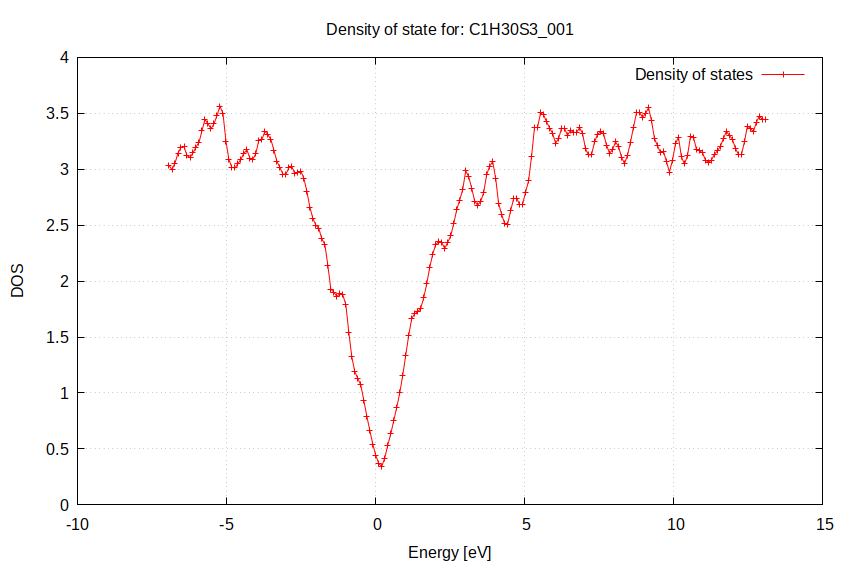 Density of state for: C1H30S3_001
Density of states
4
3.5
3
2.5
2
1.5
1
0.5
0
DOS
-10 -5 0 5 10 15
Energy [eV]